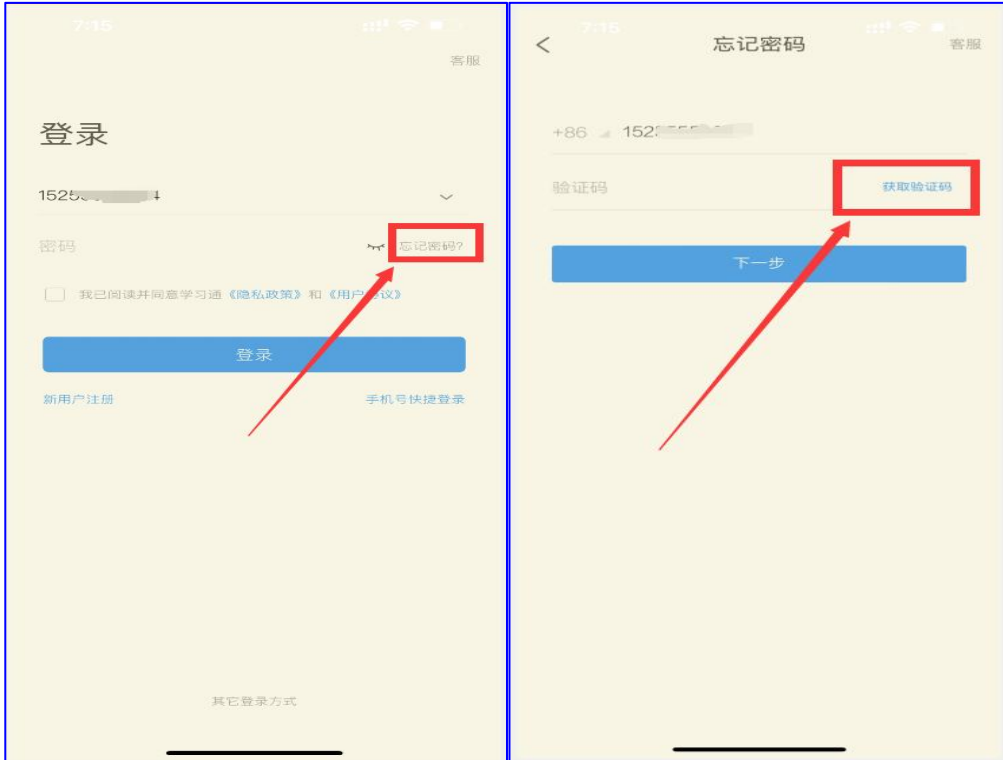 7:15
客服
登录
密码
忘记密码?
我已阅读并同意学习通《隐私政策》和《用户协议》
登录
新用户注册
手机号快捷登录
其它登录方式
7:15
忘记密码
客服
+86
验证码
获取验证码
下一步